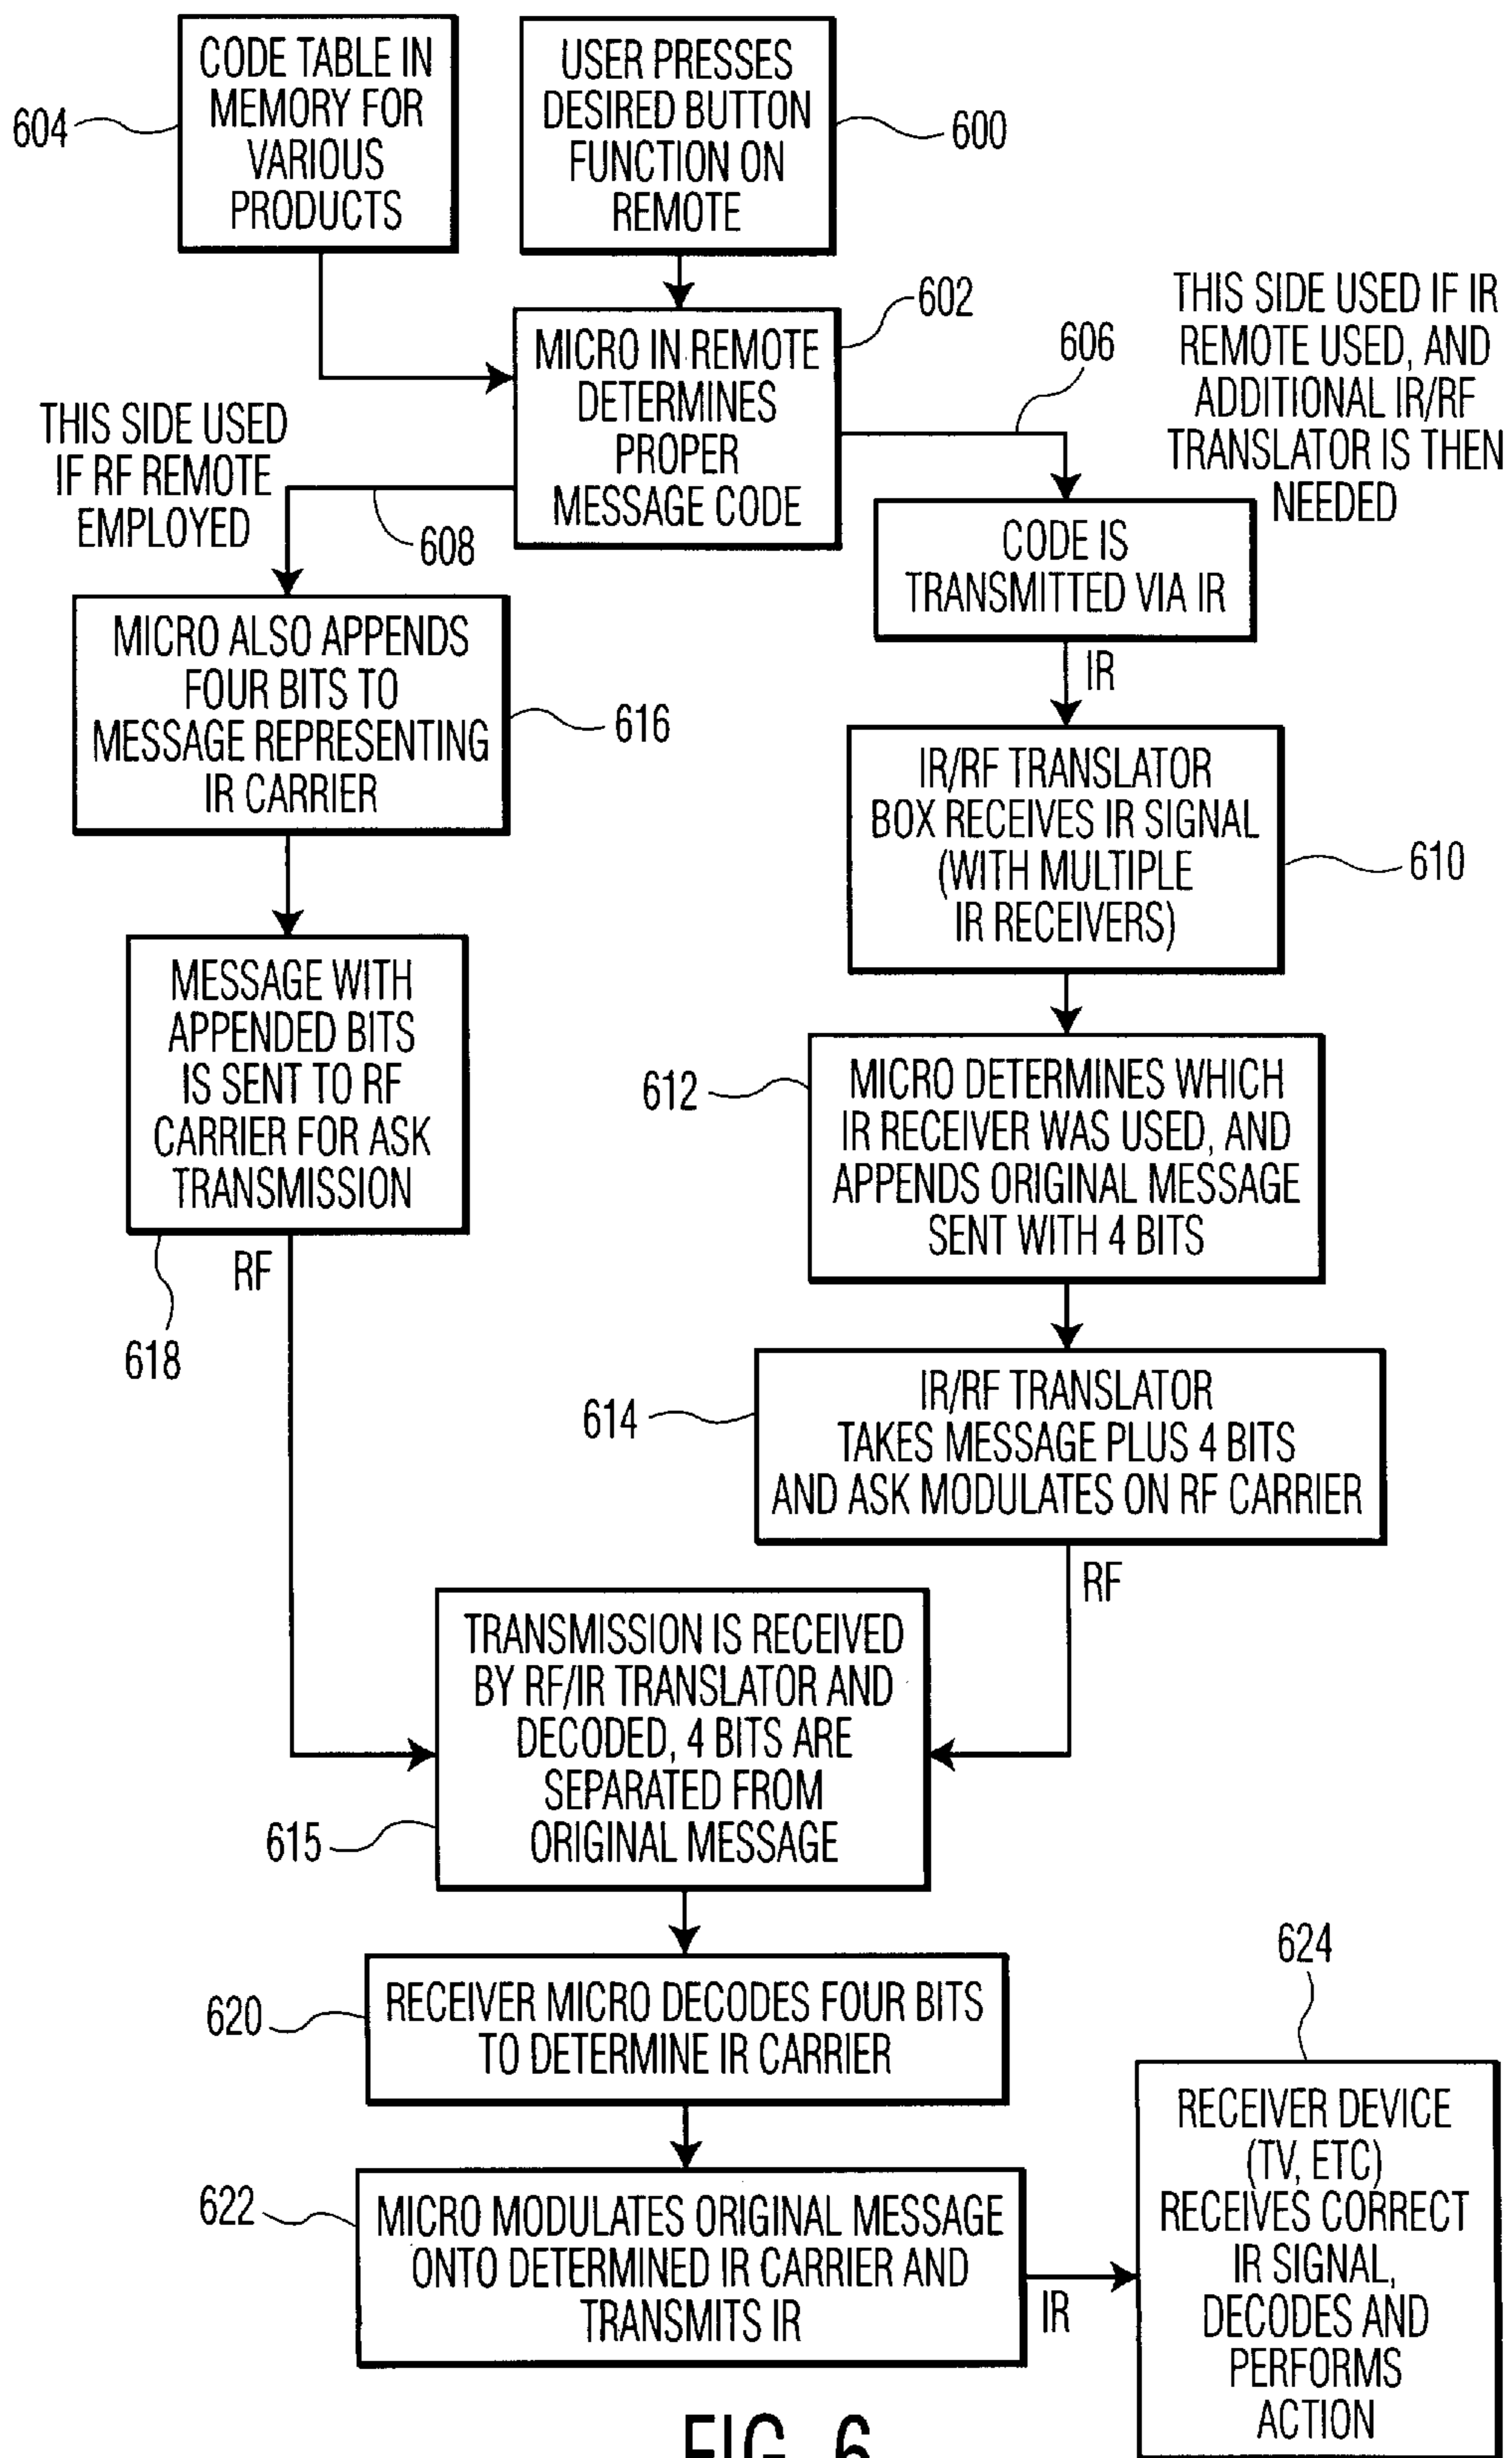 CODE TABLE IN
MEMORY FOR
VARIOUS
PRODUCTS
604
USER PRESSES
DESIRED BUTTON
FUNCTION ON
REMOTE
600
MICRO IN REMOTE
DETERMINES
PROPER
MESSAGE CODE
602
606
THIS SIDE USED IF IR
REMOTE USED, AND
ADDITIONAL IR/RF
TRANSLATOR IS THEN
NEEDED
THIS SIDE USED
IF RF REMOTE
EMPLOYED
608
CODE IS
TRANSMITTED VIA IR
IR
MICRO ALSO APPENDS
FOUR BITS TO
MESSAGE REPRESENTING
IR CARRIER
616
IR/RF TRANSLATOR
BOX RECEIVES IR SIGNAL
(WITH MULTIPLE
IR RECEIVERS)
610
MESSAGE WITH
APPENDED BITS
IS SENT TO RF
CARRIER FOR ASK
TRANSMISSION
RF
618
612
MICRO DETERMINES WHICH
IR RECEIVER WAS USED, AND
APPENDS ORIGINAL MESSAGE
SENT WITH 4 BITS
614
IR/RF TRANSLATOR
TAKES MESSAGE PLUS 4 BITS
AND ASK MODULATES ON RF CARRIER
RF
TRANSMISSION IS RECEIVED
BY RF/IR TRANSLATOR AND
DECODED, 4 BITS ARE
SEPARATED FROM
ORIGINAL MESSAGE
615
620
RECEIVER MICRO DECODES FOUR BITS
TO DETERMINE IR CARRIER
622
MICRO MODULATES ORIGINAL MESSAGE
ONTO DETERMINED IR CARRIER AND
TRANSMITS IR
IR
624
RECEIVER DEVICE
(TV, ETC)
RECEIVES CORRECT
IR SIGNAL,
DECODES AND
PERFORMS
ACTION
FIG. 6